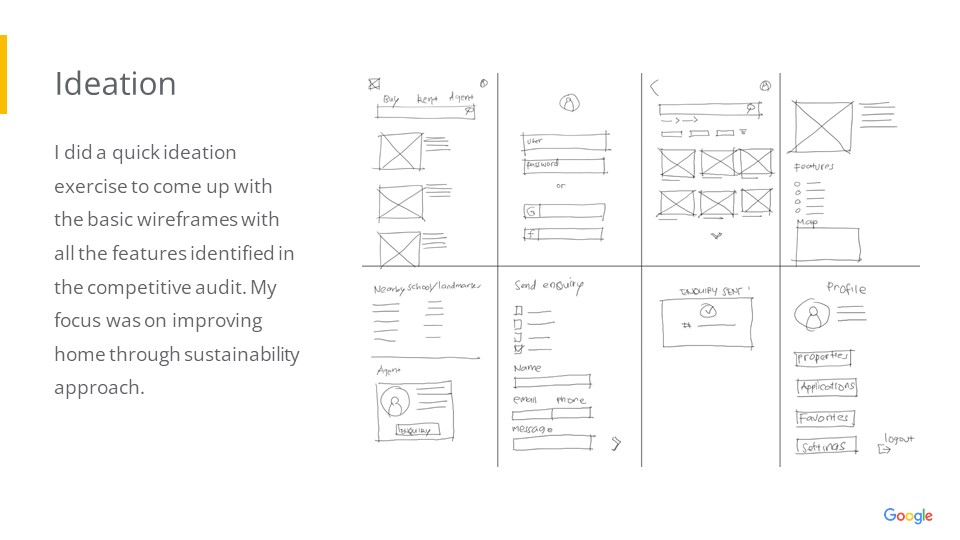 Ideation
I did a quick ideation
exercise to come up with
the basic wireframes with
all the features identified in
the competitive audit. My
focus was on improving
home through sustainability
approach.
Buy Rent Agent
User
Password
or
G
f
Features
Map
Nearby school/landmarks
Agent
Enquiry
Send enquiry
Name
email phone
message
ENQUIRY SENT!
#
Profile
Properties
Applications
Favorites
Settings
logout
Google